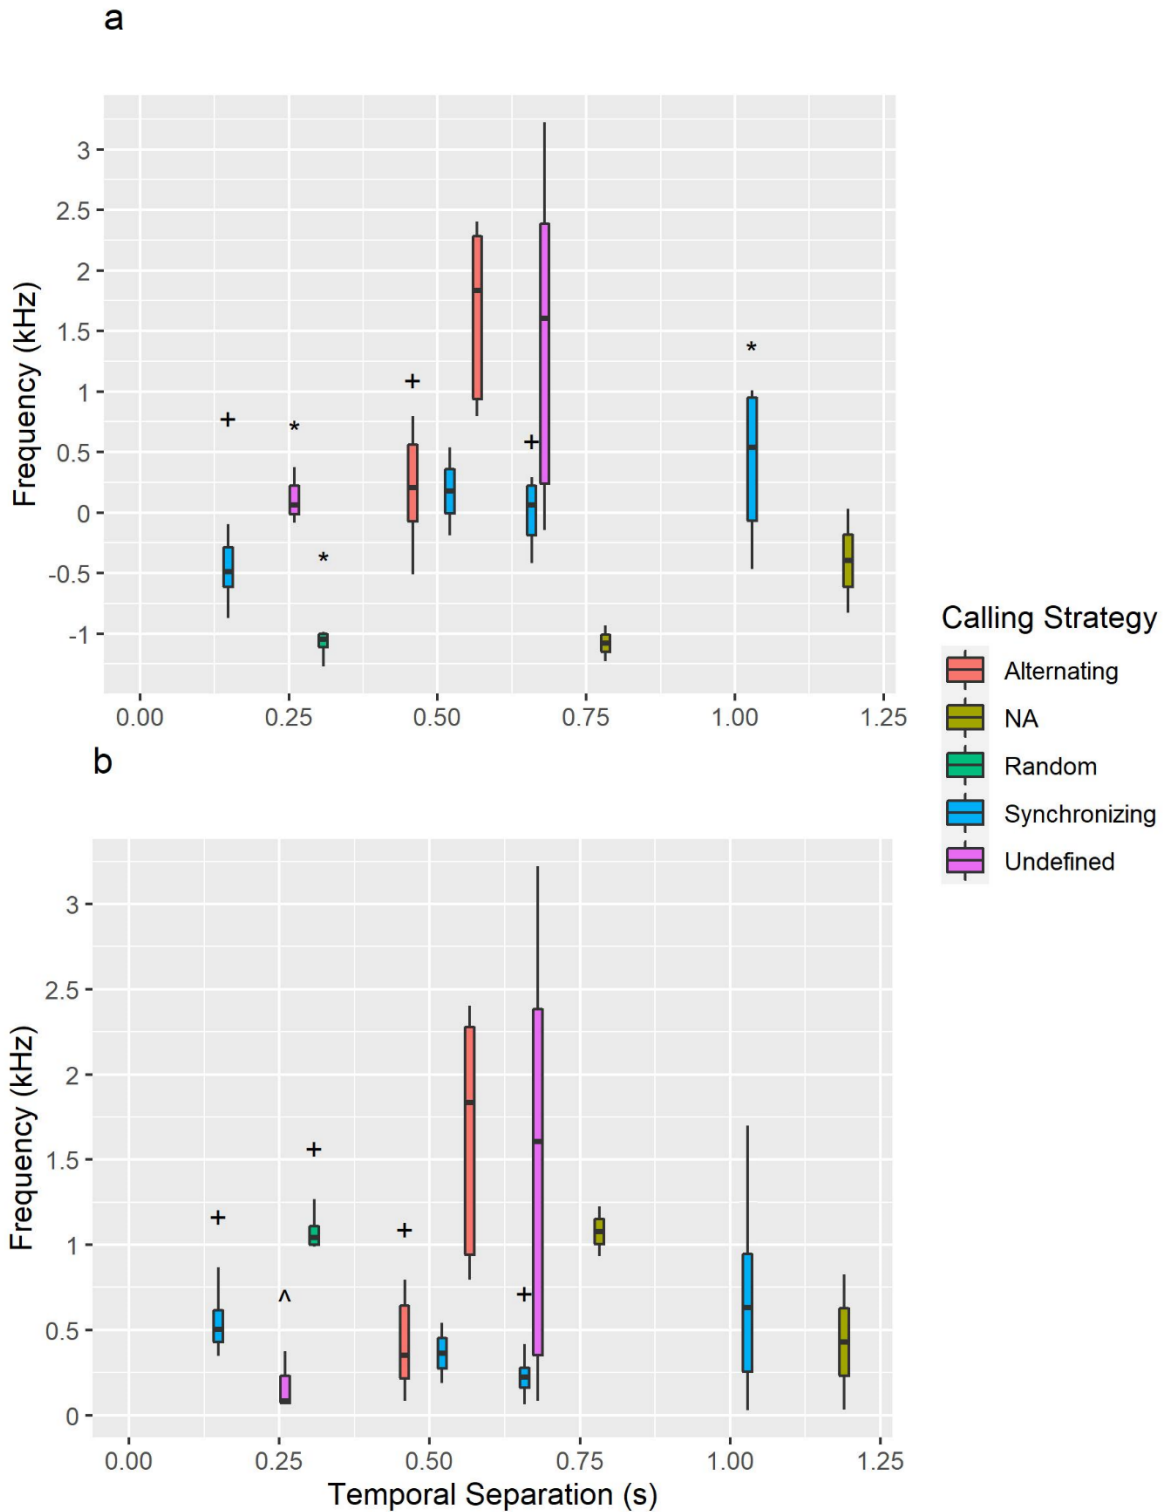 a
Frequency (kHz)
3
2.5
2
1.5
1
0.5
0
-0.5
-1
+
*
*
+
+
*
0.00 0.25 0.50 0.75 1.00 1.25
Calling Strategy
Alternating
NA
Random
Synchronizing
Undefined
b
Frequency (kHz)
3
2.5
2
1.5
1
0.5
0
+
^
+
+
+
0.00 0.25 0.50 0.75 1.00 1.25
Temporal Separation (s)